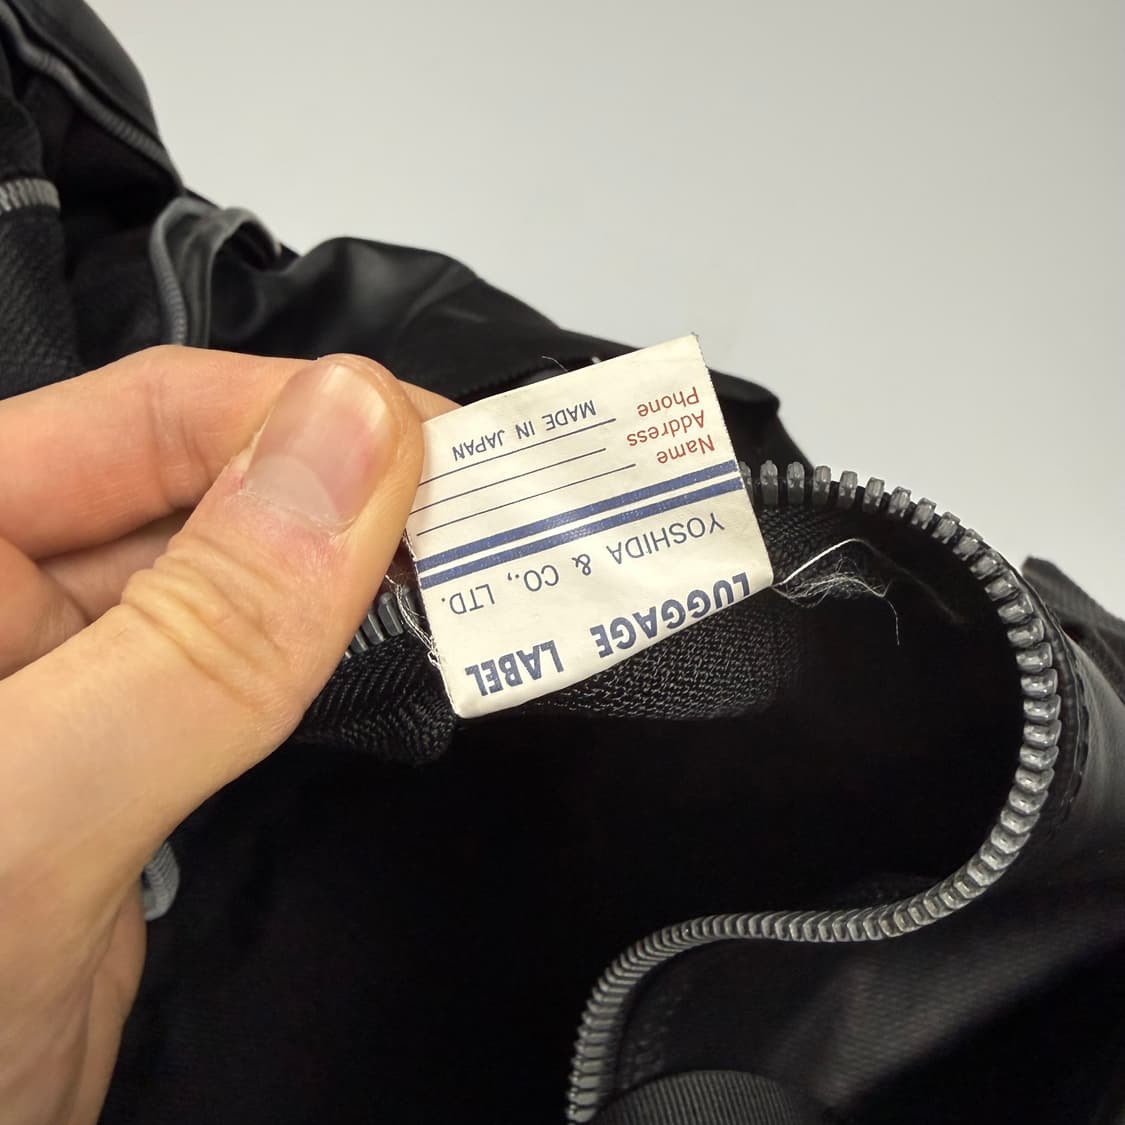 LUGGAGE LABEL
YOSHIDA & CO., LTD.
Name
Address
Phone
MADE IN JAPAN